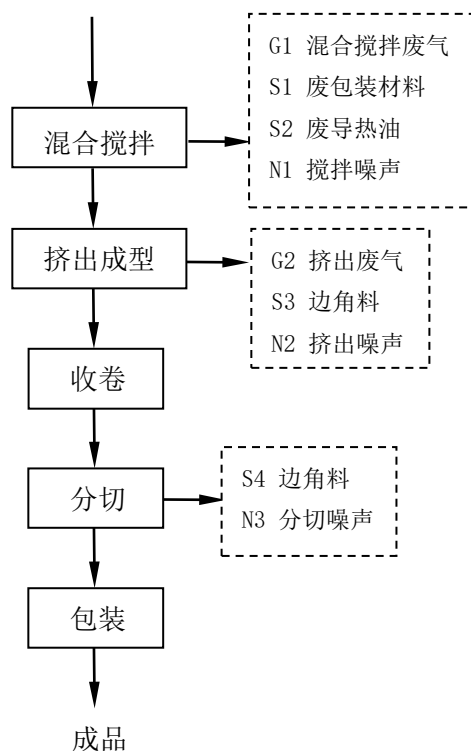 G1 混合搅拌废气
S1 废包装材料
S2 废导热油
N1 搅拌噪声
混合搅拌
挤出成型
G2 挤出废气
S3 边角料
N2 挤出噪声
收卷
分切
S4 边角料
N3 分切噪声
包装
成品